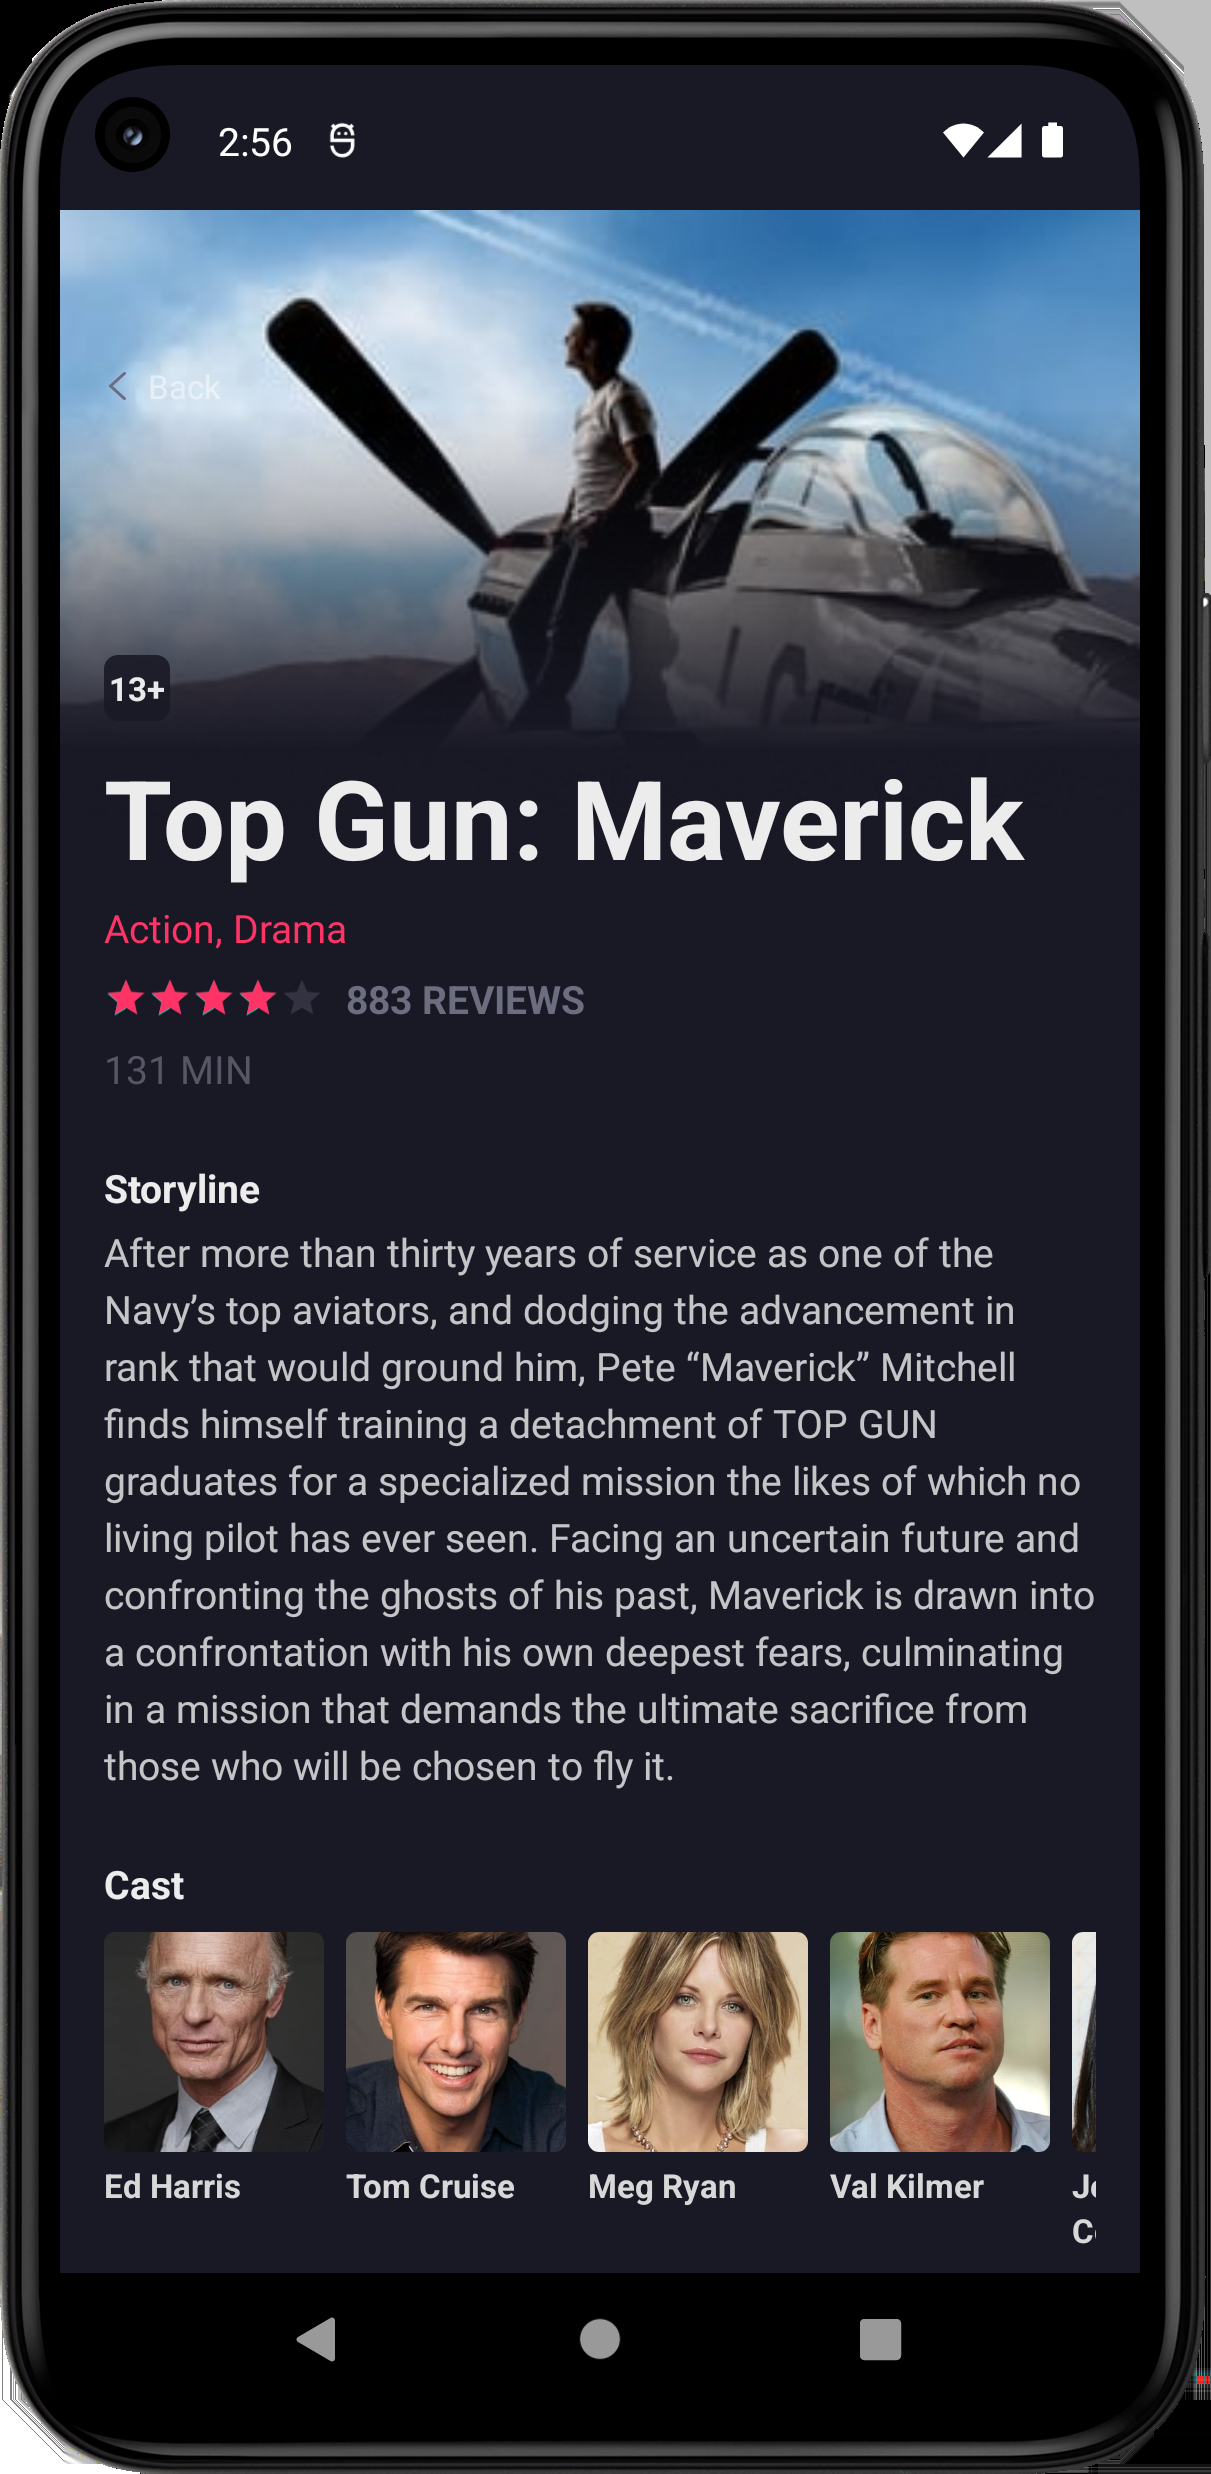 2:56
Back
13+
Top Gun: Maverick
Action, Drama
883 REVIEWS
131 MIN
Storyline
After more than thirty years of service as one of the
Navy’s top aviators, and dodging the advancement in
rank that would ground him, Pete “Maverick” Mitchell
finds himself training a detachment of TOP GUN
graduates for a specialized mission the likes of which no
living pilot has ever seen. Facing an uncertain future and
confronting the ghosts of his past, Maverick is drawn into
a confrontation with his own deepest fears, culminating
in a mission that demands the ultimate sacrifice from
those who will be chosen to fly it.
Cast
Ed Harris
Tom Cruise
Meg Ryan
Val Kilmer